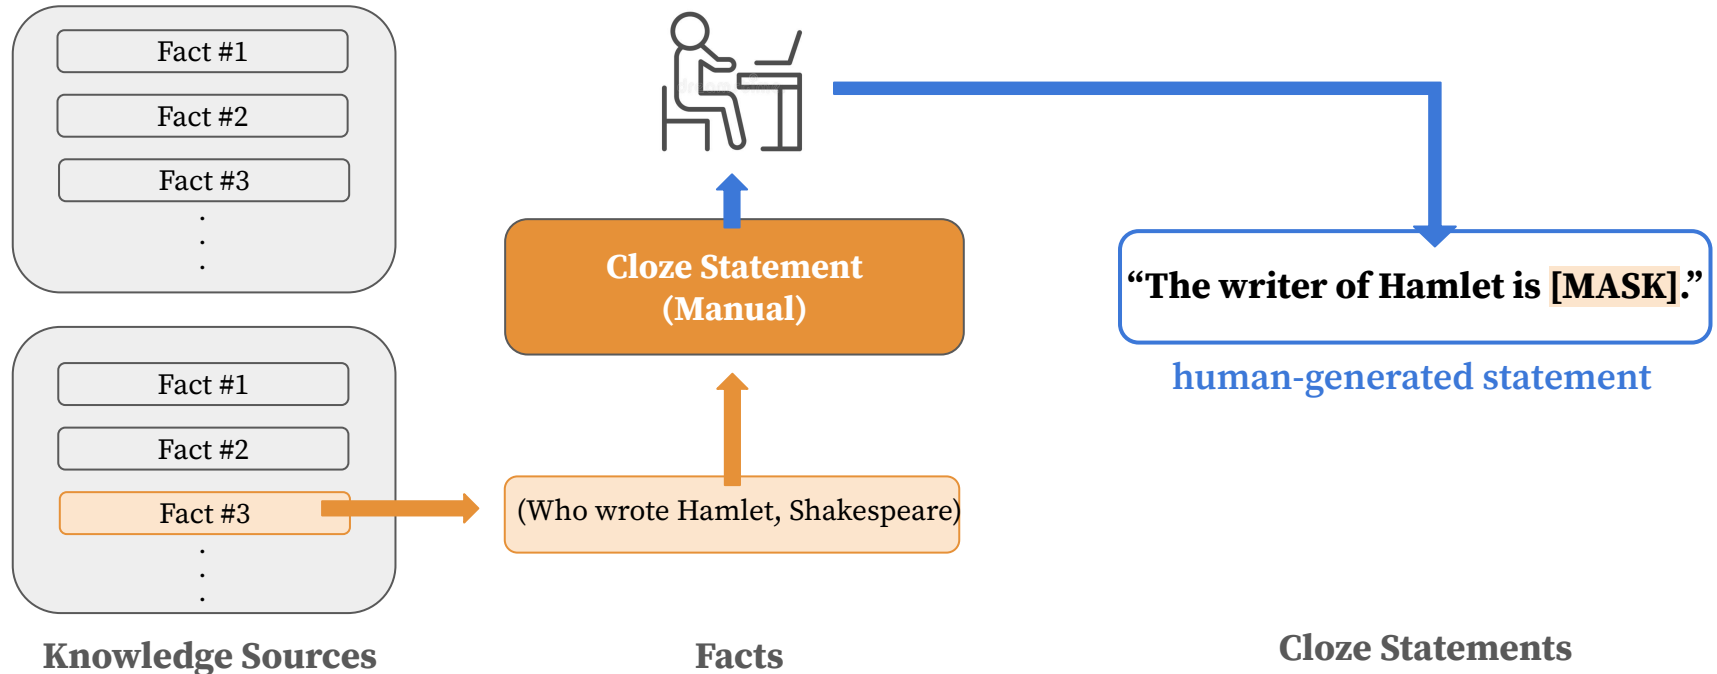 Fact #1
Fact #2
Fact #3
.
.
.
Fact #1
Fact #2
Fact #3
.
.
.
Knowledge Sources
Cloze Statement
(Manual)
(Who wrote Hamlet, Shakespeare)
Facts
“The writer of Hamlet is [MASK].”
human-generated statement
Cloze Statements